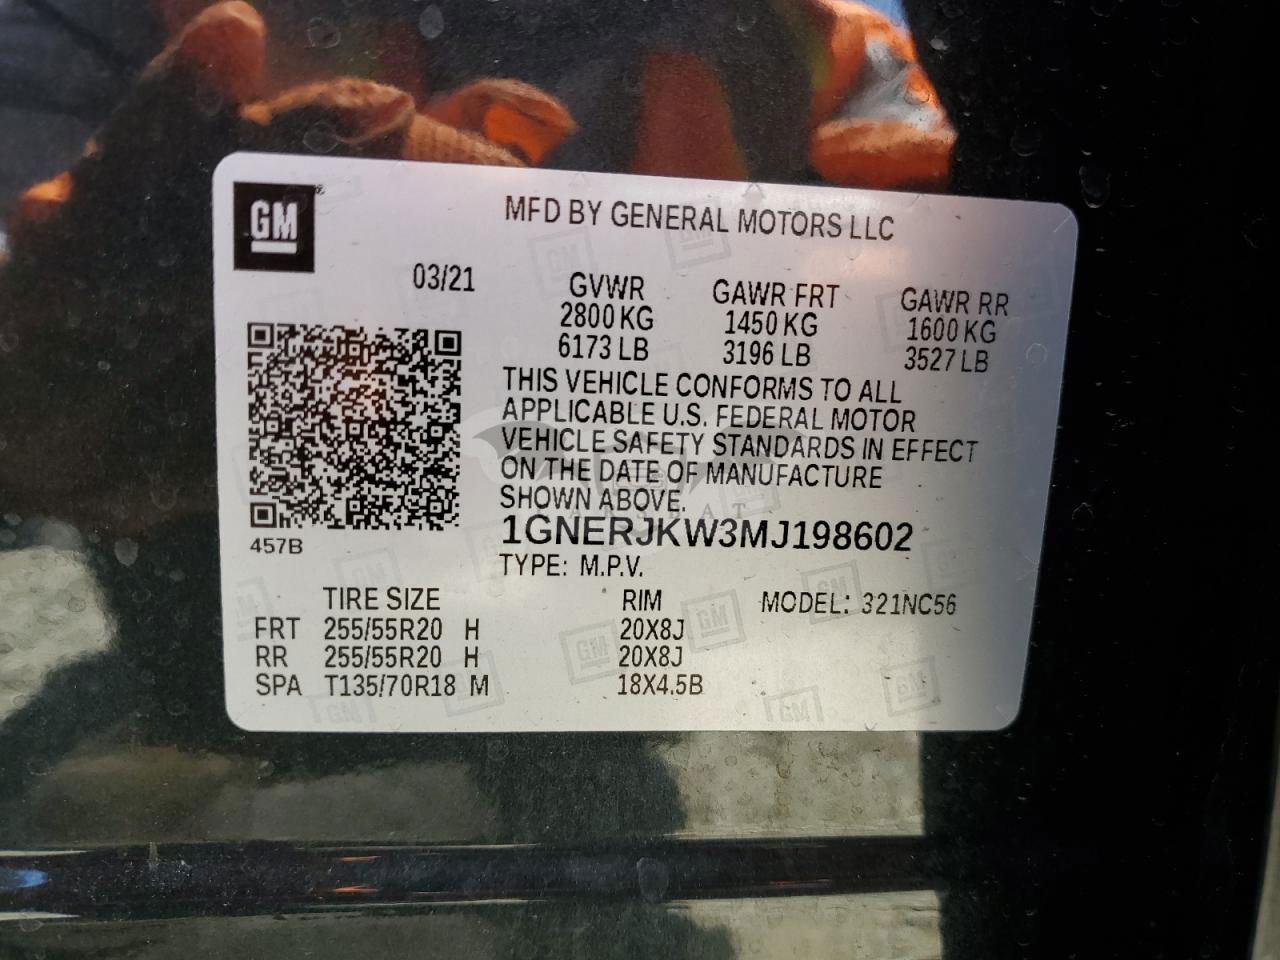 GM
MFD BY GENERAL MOTORS LLC
03/21
GVWR GAWR FRT GAWR RR
2800 KG 1450 KG 1600 KG
6173 LB 3196 LB 3527 LB
THIS VEHICLE CONFORMS TO ALL
APPLICABLE U.S. FEDERAL MOTOR
VEHICLE SAFETY STANDARDS IN EFFECT
ON THE DATE OF MANUFACTURE
SHOWN ABOVE.
1GNERJKW3MJ198602
457B
TYPE: M.P.V.
TIRE SIZE RIM MODEL: 321NC56
FRT 255/55R20 H 20X8J
RR 255/55R20 H 20X8J
SPA T135/70R18 M 18X4.5B